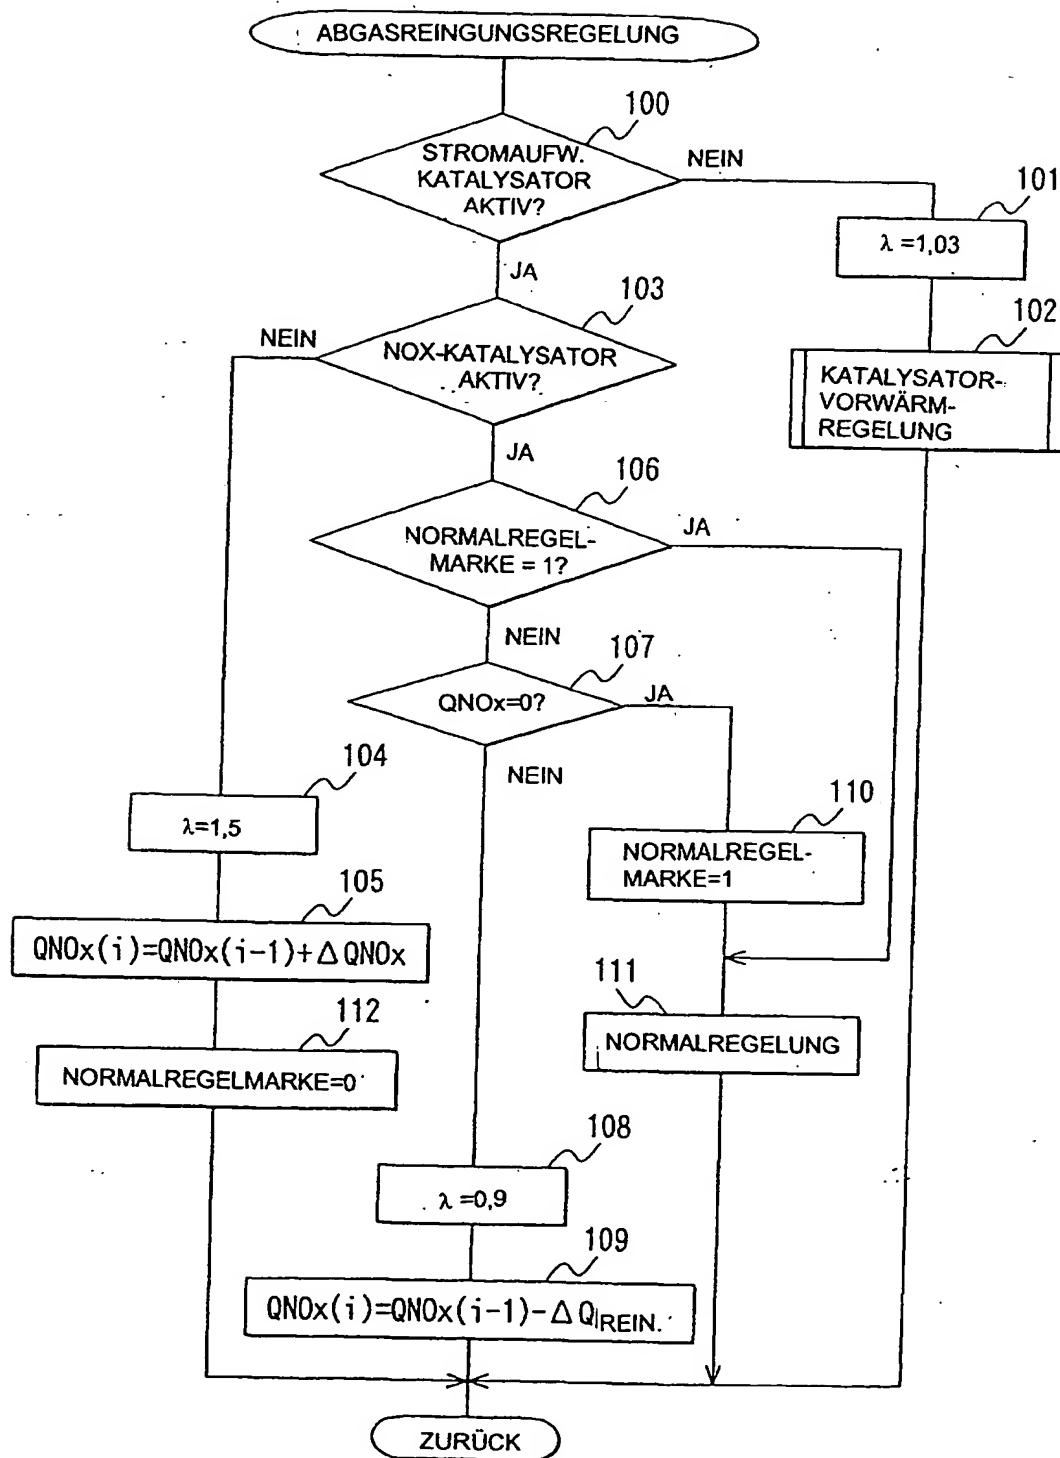 ABGASREINGUNGSREGELUNG
100
STROMAUFW.
KATALYSATOR
AKTIV?
NEIN
101
λ =1,03
JA
103
102
NEIN
NOX-KATALYSATOR
AKTIV?
KATALYSATOR-
VORWÄRM-
REGELUNG
JA
106
NORMALREGEL-
MARKE = 1?
JA
NEIN
107
QNOx=0?
JA
NEIN
104
λ=1,5
110
NORMALREGEL-
MARKE=1
105
QNOx(i)=QNOx(i-1)+Δ QNOx
111
NORMALREGELUNG
112
NORMALREGELMARKE=0
108
λ =0,9
109
QNOx(i)=QNOx(i-1)-Δ Q|REIN.
ZURÜCK